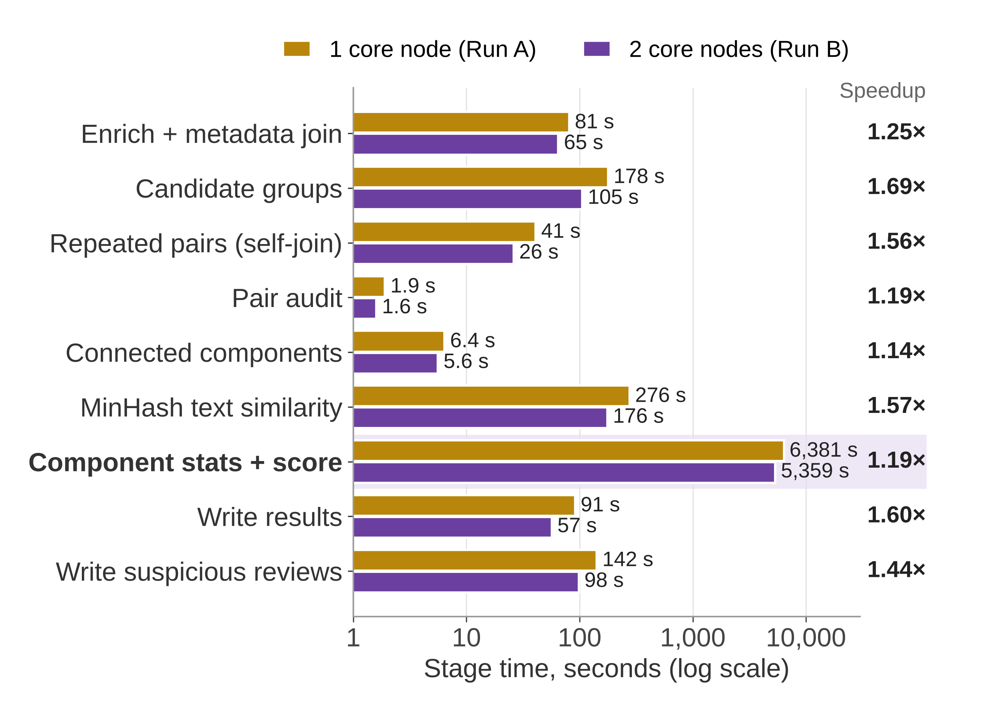 1 core node (Run A) 2 core nodes (Run B)
Speedup
Enrich + metadata join 81 s 65 s 1.25×
Candidate groups 178 s 105 s 1.69×
Repeated pairs (self-join) 41 s 26 s 1.56×
Pair audit 1.9 s 1.6 s 1.19×
Connected components 6.4 s 5.6 s 1.14×
MinHash text similarity 276 s 176 s 1.57×
Component stats + score 6,381 s 5,359 s 1.19×
Write results 91 s 57 s 1.60×
Write suspicious reviews 142 s 98 s 1.44×
1 10 100 1,000 10,000
Stage time, seconds (log scale)